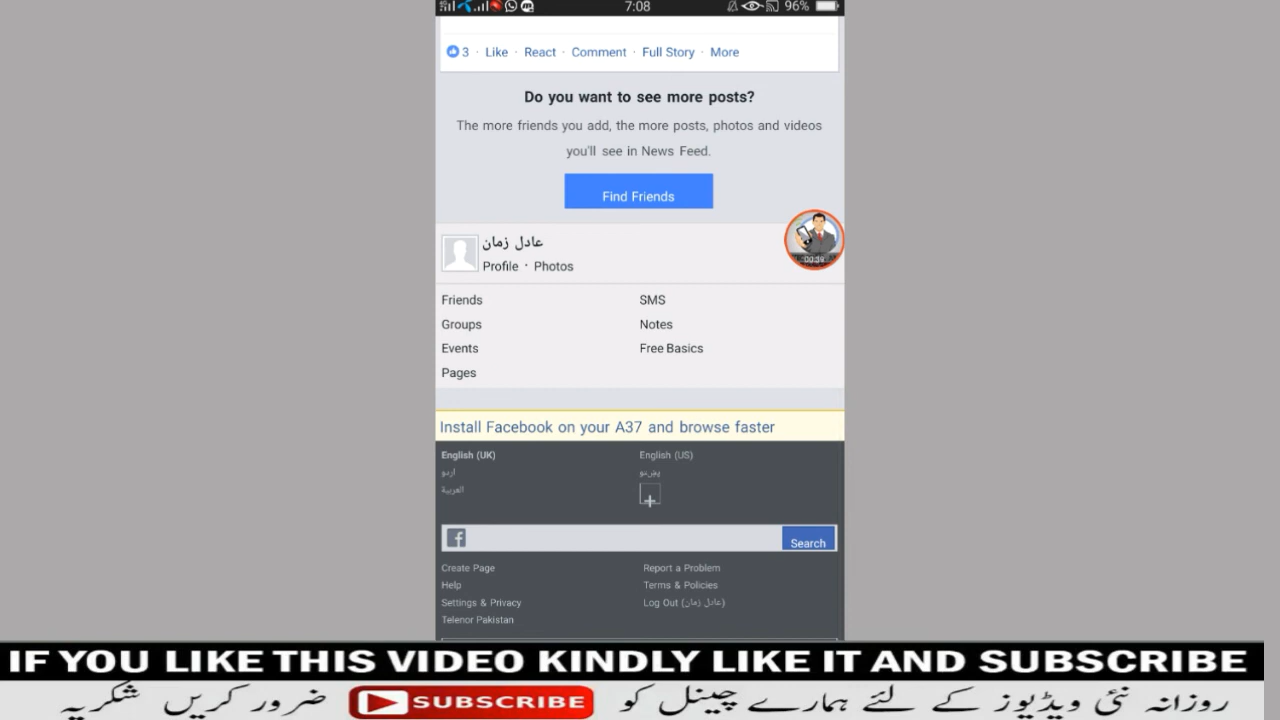 7:08 96%
3 · Like · React · Comment · Full Story · More
Do you want to see more posts?
The more friends you add, the more posts, photos and videos
you'll see in News Feed.
Find Friends
عادل زمان
Profile · Photos
00:19
Friends SMS
Groups Notes
Events Free Basics
Pages
Install Facebook on your A37 and browse faster
English (UK) English (US)
اردو پښتو
العربية
Search
Create Page Report a Problem
Help Terms & Policies
Settings & Privacy Log Out (عادل زمان)
Telenor Pakistan
IF YOU LIKE THIS VIDEO KINDLY LIKE IT AND SUBSCRIBE
روزانہ نئی ویڈیوز کے لئے ہمارے چینل کو SUBSCRIBE ضرور کریں شکریہ